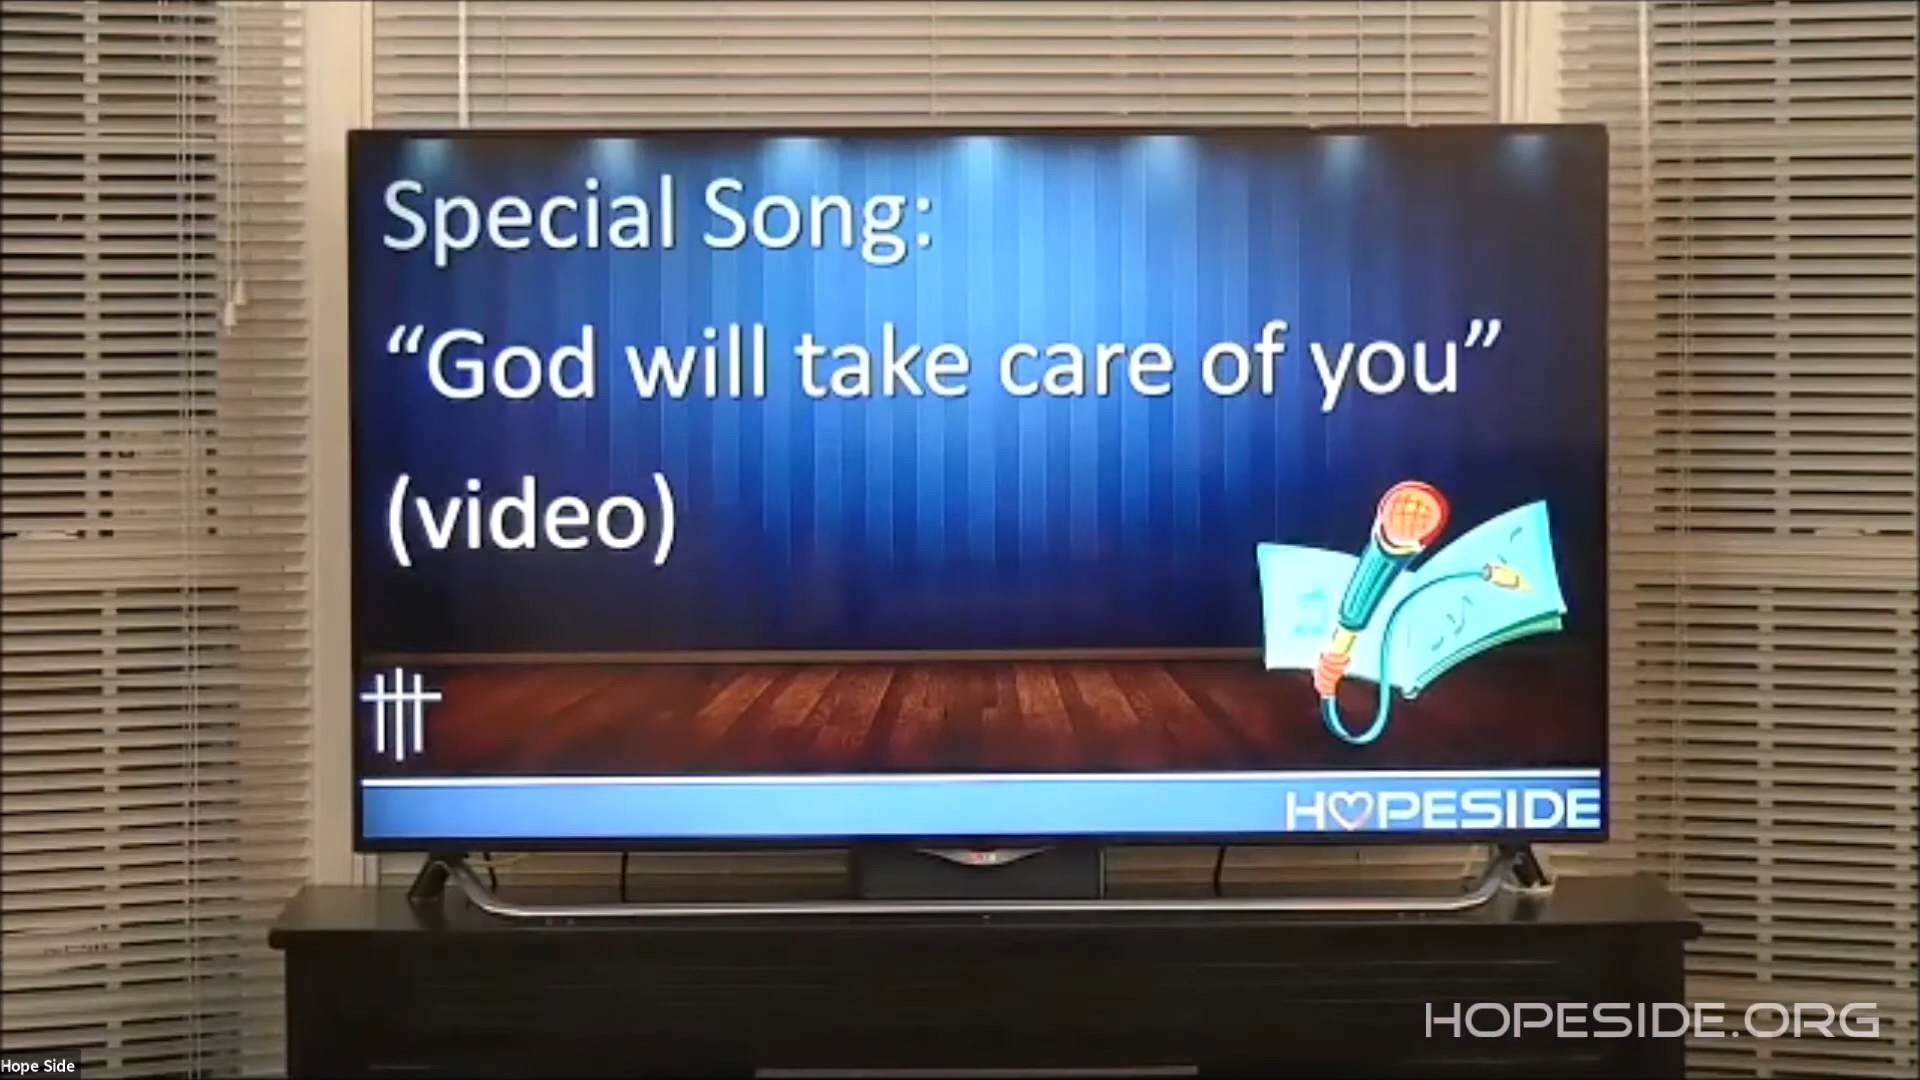 Special Song:
“God will take care of you”
(video)
HOPESIDE
HOPESIDE.ORG
Hope Side